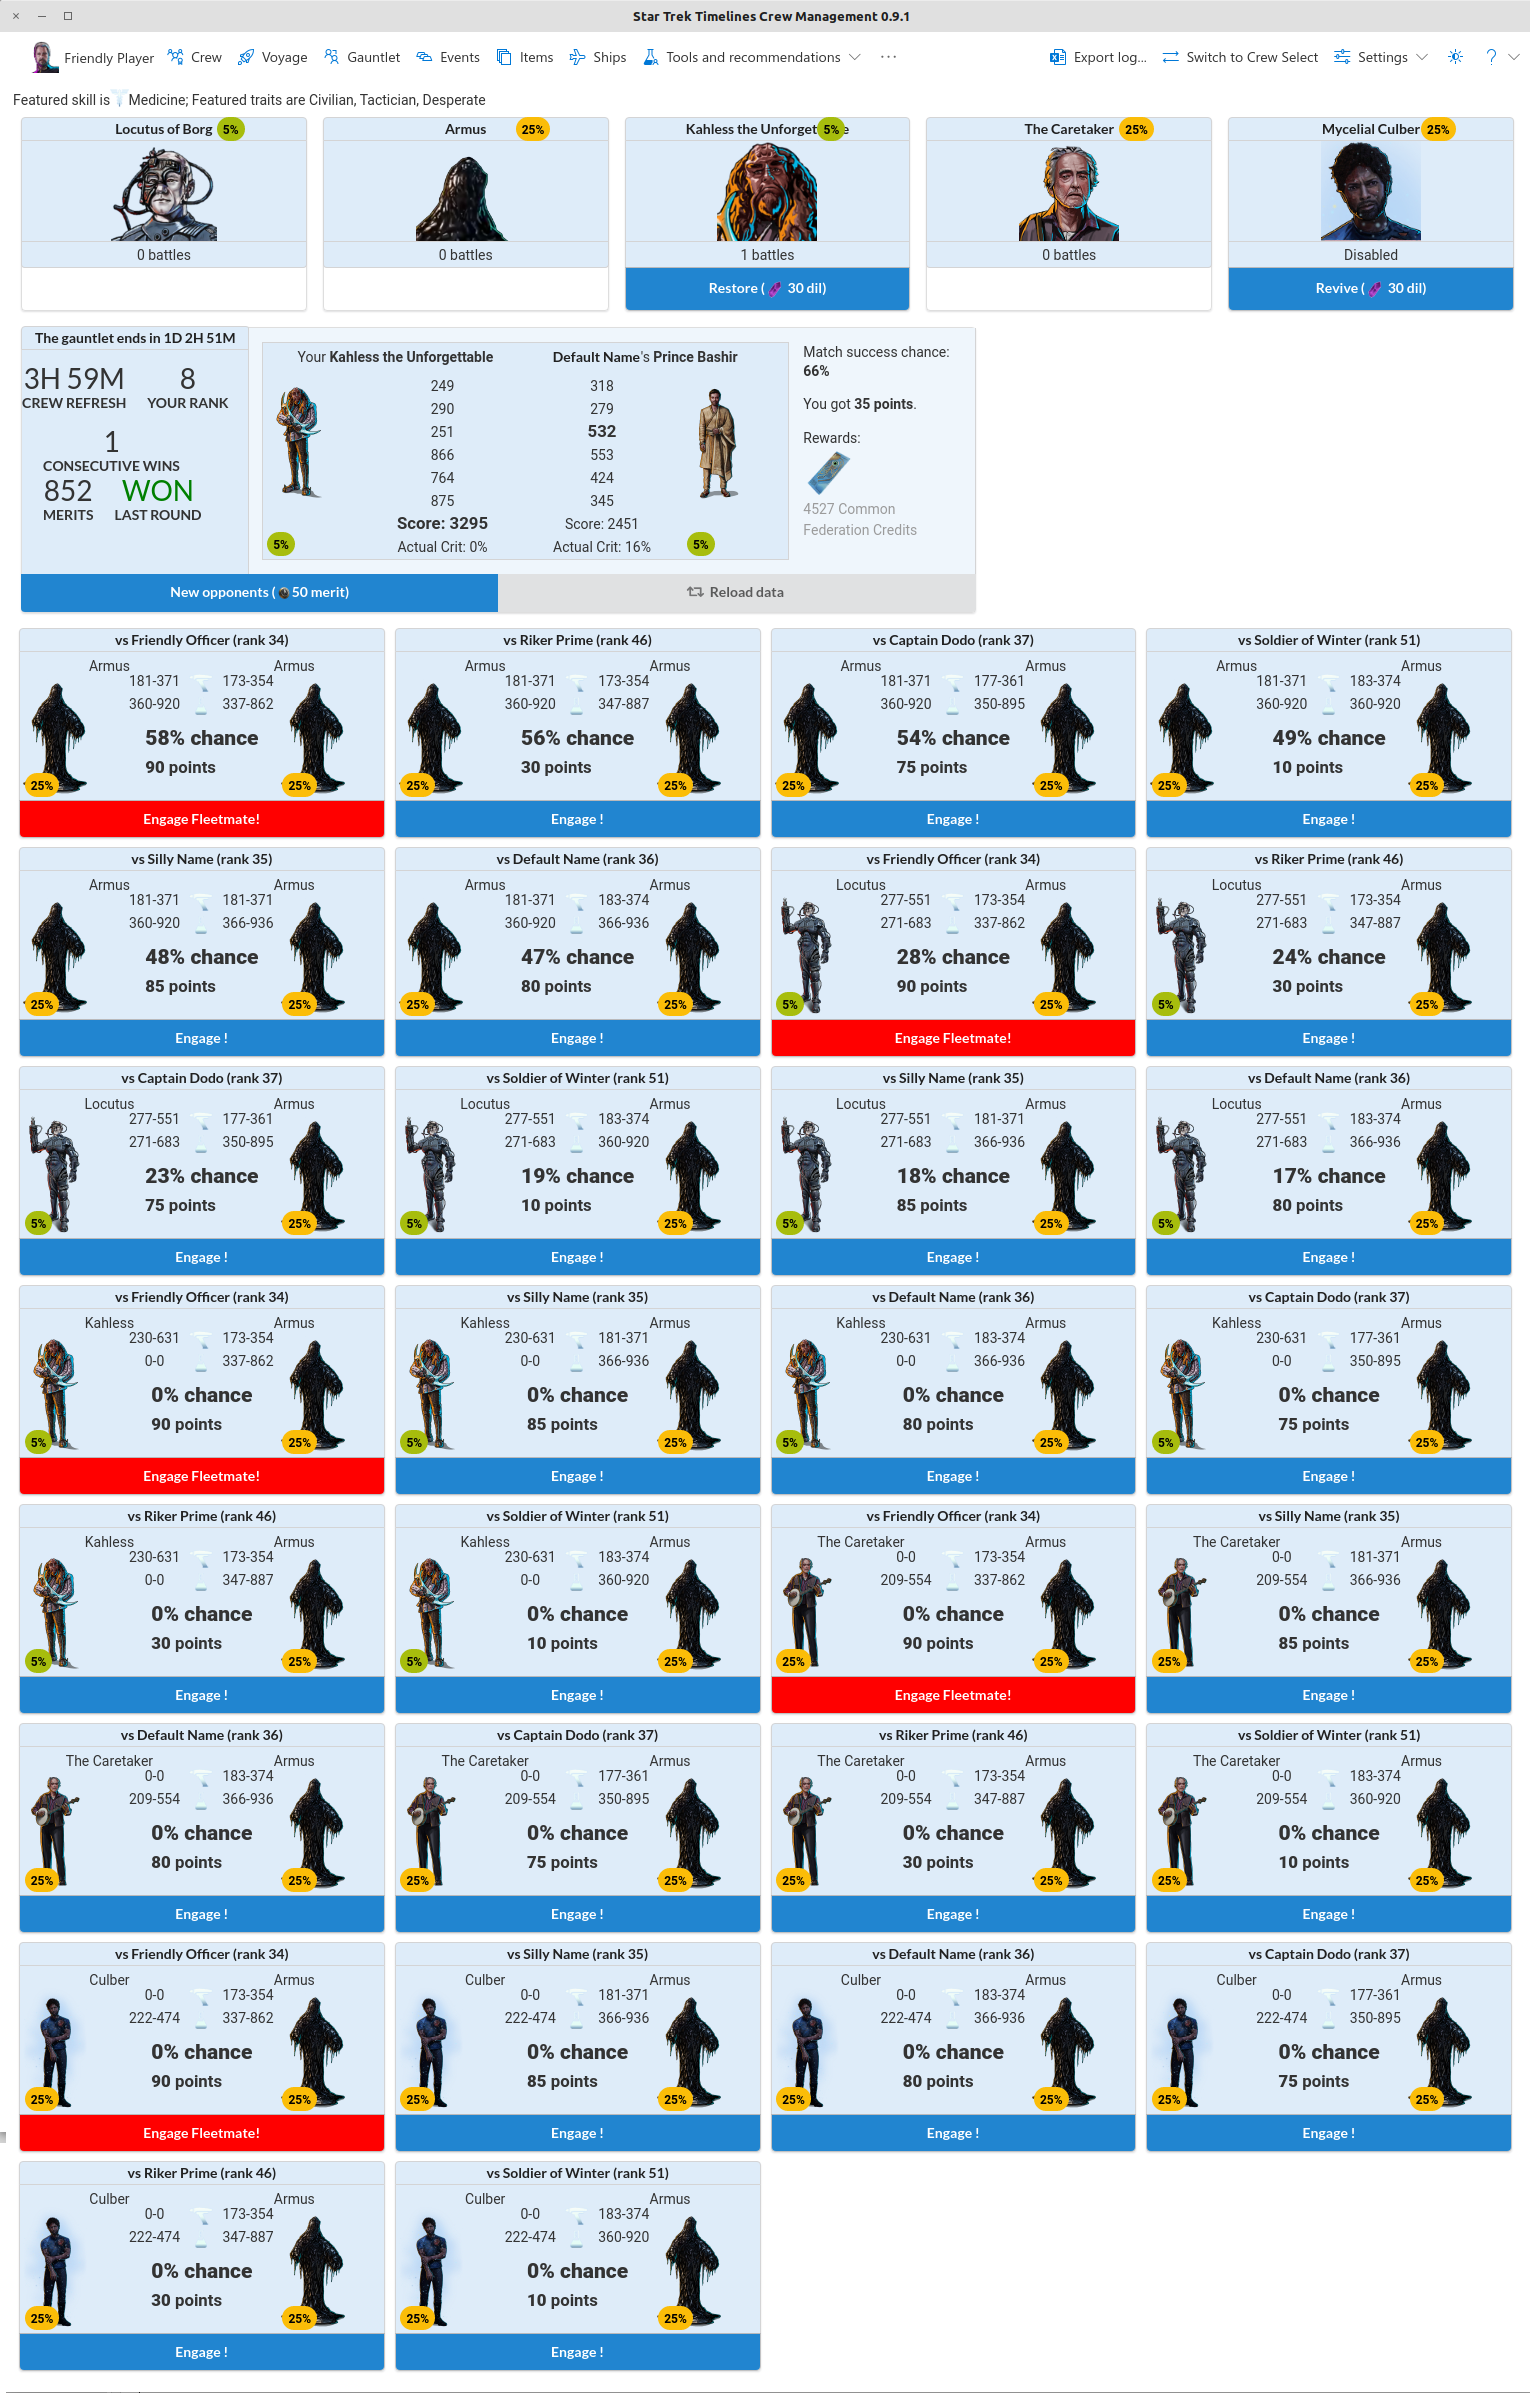 Star Trek Timelines Crew Management 0.9.1
Friendly Player Crew Voyage Gauntlet Events Items Ships Tools and recommendations ··· Export log... Switch to Crew Select Settings ?
Featured skill is Medicine; Featured traits are Civilian, Tactician, Desperate
Locutus of Borg 5% Armus 25% Kahless the Unforget 5% e The Caretaker 25% Mycelial Culber 25%
0 battles 0 battles 1 battles 0 battles Disabled
Restore ( 30 dil) Revive ( 30 dil)
The gauntlet ends in 1D 2H 51M
3H 59M 8
CREW REFRESH YOUR RANK
1
CONSECUTIVE WINS
852 WON
MERITS LAST ROUND
Your Kahless the Unforgettable Default Name's Prince Bashir
249 318
290 279
251 532
866 553
764 424
875 345
Score: 3295 Score: 2451
5% Actual Crit: 0% Actual Crit: 16% 5%
Match success chance:
66%
You got 35 points.
Rewards:
4527 Common
Federation Credits
New opponents ( 50 merit) Reload data
vs Friendly Officer (rank 34) vs Riker Prime (rank 46) vs Captain Dodo (rank 37) vs Soldier of Winter (rank 51)
Armus Armus Armus Armus Armus Armus Armus Armus
181-371 173-354 181-371 173-354 181-371 177-361 181-371 183-374
360-920 337-862 360-920 347-887 360-920 350-895 360-920 360-920
58% chance 56% chance 54% chance 49% chance
90 points 30 points 75 points 10 points
25% 25% 25% 25% 25% 25% 25% 25%
Engage Fleetmate! Engage ! Engage ! Engage !
vs Silly Name (rank 35) vs Default Name (rank 36) vs Friendly Officer (rank 34) vs Riker Prime (rank 46)
Armus Armus Armus Armus Locutus Armus Locutus Armus
181-371 181-371 181-371 183-374 277-551 173-354 277-551 173-354
360-920 366-936 360-920 366-936 271-683 337-862 271-683 347-887
48% chance 47% chance 28% chance 24% chance
85 points 80 points 90 points 30 points
25% 25% 25% 25% 5% 25% 5% 25%
Engage ! Engage ! Engage Fleetmate! Engage !
vs Captain Dodo (rank 37) vs Soldier of Winter (rank 51) vs Silly Name (rank 35) vs Default Name (rank 36)
Locutus Armus Locutus Armus Locutus Armus Locutus Armus
277-551 177-361 277-551 183-374 277-551 181-371 277-551 183-374
271-683 350-895 271-683 360-920 271-683 366-936 271-683 366-936
23% chance 19% chance 18% chance 17% chance
75 points 10 points 85 points 80 points
5% 25% 5% 25% 5% 25% 5% 25%
Engage ! Engage ! Engage ! Engage !
vs Friendly Officer (rank 34) vs Silly Name (rank 35) vs Default Name (rank 36) vs Captain Dodo (rank 37)
Kahless Armus Kahless Armus Kahless Armus Kahless Armus
230-631 173-354 230-631 181-371 230-631 183-374 230-631 177-361
0-0 337-862 0-0 366-936 0-0 366-936 0-0 350-895
0% chance 0% chance 0% chance 0% chance
90 points 85 points 80 points 75 points
5% 25% 5% 25% 5% 25% 5% 25%
Engage Fleetmate! Engage ! Engage ! Engage !
vs Riker Prime (rank 46) vs Soldier of Winter (rank 51) vs Friendly Officer (rank 34) vs Silly Name (rank 35)
Kahless Armus Kahless Armus The Caretaker Armus The Caretaker Armus
230-631 173-354 230-631 183-374 0-0 173-354 0-0 181-371
0-0 347-887 0-0 360-920 209-554 337-862 209-554 366-936
0% chance 0% chance 0% chance 0% chance
30 points 10 points 90 points 85 points
5% 25% 5% 25% 25% 25% 25% 25%
Engage ! Engage ! Engage Fleetmate! Engage !
vs Default Name (rank 36) vs Captain Dodo (rank 37) vs Riker Prime (rank 46) vs Soldier of Winter (rank 51)
The Caretaker Armus The Caretaker Armus The Caretaker Armus The Caretaker Armus
0-0 183-374 0-0 177-361 0-0 173-354 0-0 183-374
209-554 366-936 209-554 350-895 209-554 347-887 209-554 360-920
0% chance 0% chance 0% chance 0% chance
80 points 75 points 30 points 10 points
25% 25% 25% 25% 25% 25% 25% 25%
Engage ! Engage ! Engage ! Engage !
vs Friendly Officer (rank 34) vs Silly Name (rank 35) vs Default Name (rank 36) vs Captain Dodo (rank 37)
Culber Armus Culber Armus Culber Armus Culber Armus
0-0 173-354 0-0 181-371 0-0 183-374 0-0 177-361
222-474 337-862 222-474 366-936 222-474 366-936 222-474 350-895
0% chance 0% chance 0% chance 0% chance
90 points 85 points 80 points 75 points
25% 25% 25% 25% 25% 25% 25% 25%
Engage Fleetmate! Engage ! Engage ! Engage !
vs Riker Prime (rank 46) vs Soldier of Winter (rank 51)
Culber Armus Culber Armus
0-0 173-354 0-0 183-374
222-474 347-887 222-474 360-920
0% chance 0% chance
30 points 10 points
25% 25% 25% 25%
Engage ! Engage !